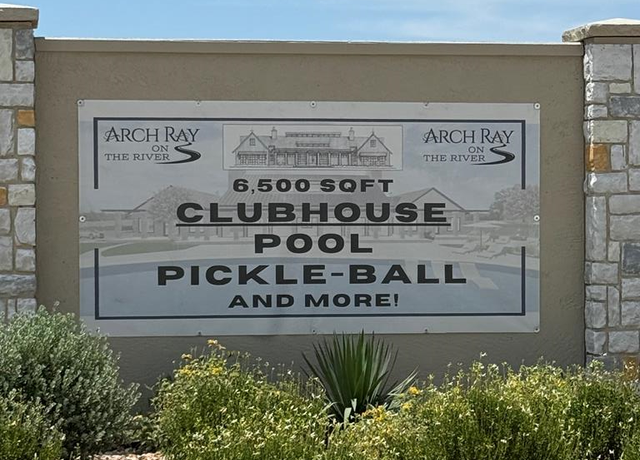 ARCH RAY
ON
THE RIVER
ARCH RAY
ON
THE RIVER
6,500 SQFT
CLUBHOUSE
POOL
PICKLE-BALL
AND MORE!